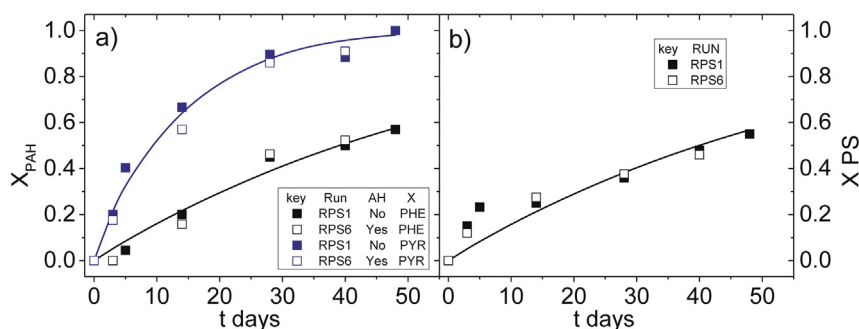 a)
X PAH
1.0
0.8
0.6
0.4
0.2
0.0
key Run AH X
RPS1 No PHE
RPS6 Yes PHE
RPS1 No PYR
RPS6 Yes PYR
0 10 20 30 40 50
t days
b)
key RUN
RPS1
RPS6
1.0
0.8
0.6
0.4
0.2
0.0
X PS
0 10 20 30 40 50
t days